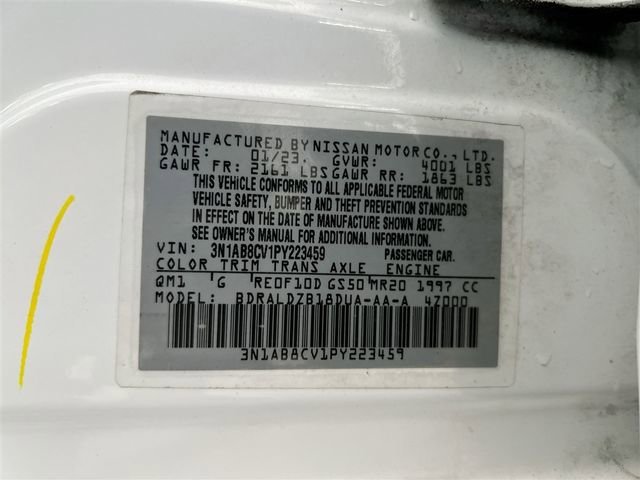 MANUFACTURED BY NISSAN MOTOR CO., LTD.
DATE: 01/23. GVWR: 4001 LBS
GAWR FR: 2161 LBS GAWR RR: 1863 LBS
THIS VEHICLE CONFORMS TO ALL APPLICABLE FEDERAL MOTOR
VEHICLE SAFETY, BUMPER AND THEFT PREVENTION STANDARDS
IN EFFECT ON THE DATE OF MANUFACTURE SHOWN ABOVE.
SEE OWNER'S MANUAL FOR ADDITIONAL INFORMATION.
VIN: 3N1AB8CV1PY223459 PASSENGER CAR.
COLOR TRIM TRANS AXLE ENGINE
QM1 G RE0F10D GS50 MR20 1997 CC
MODEL: BDRALDZB18DUA-AA-A 4Z000
3N1AB8CV1PY223459